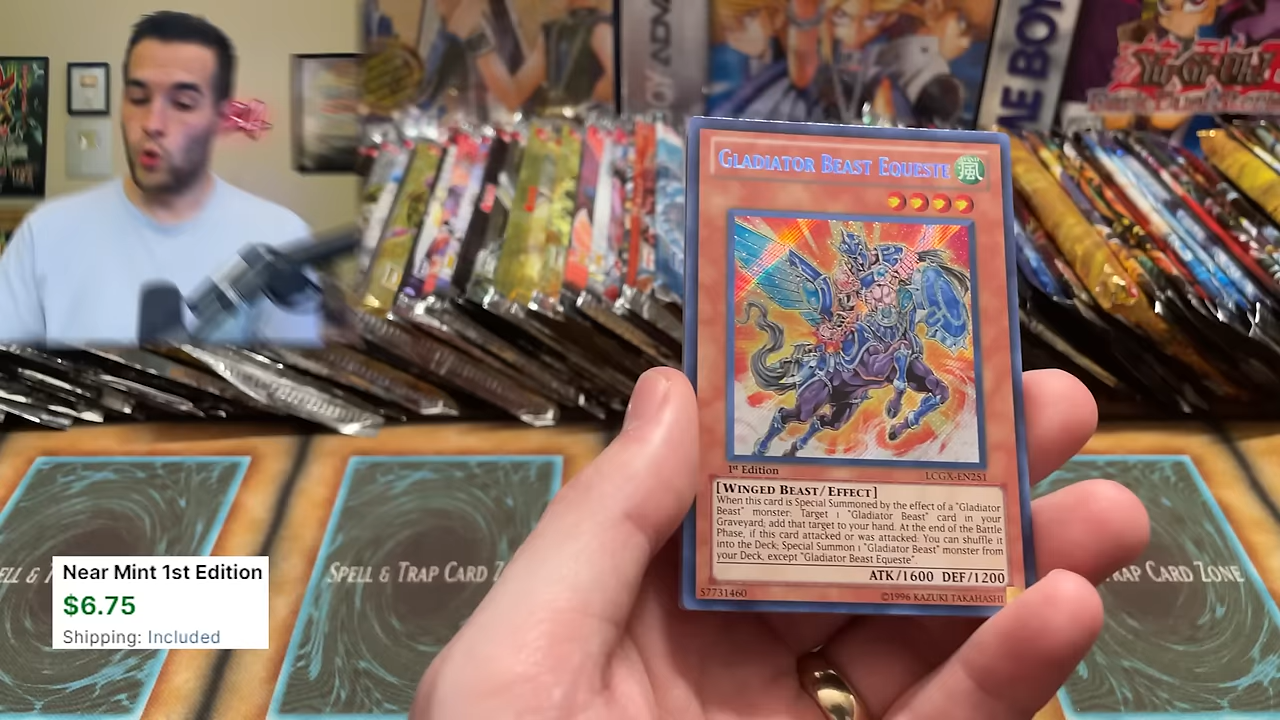 OY ADV
ME BOY
Yu-Gi-Oh!
GLADIATOR BEAST EQUESTE
風
1st Edition
LCGX-EN251
[WINGED BEAST/EFFECT]
When this card is Special Summoned by the effect of a "Gladiator
Beast" monster: Target 1 "Gladiator Beast" card in your
Graveyard; add that target to your hand. At the end of the Battle
Phase, if this card attacked or was attacked: You can shuffle it
into the Deck; Special Summon 1 "Gladiator Beast" monster from
your Deck, except "Gladiator Beast Equeste".
ATK/1600 DEF/1200
57731460
©1996 KAZUKI TAKAHASHI
ELL & T
SPELL & TRAP CARD Z
RAP CARD ZONE
Near Mint 1st Edition
$6.75
Shipping: Included